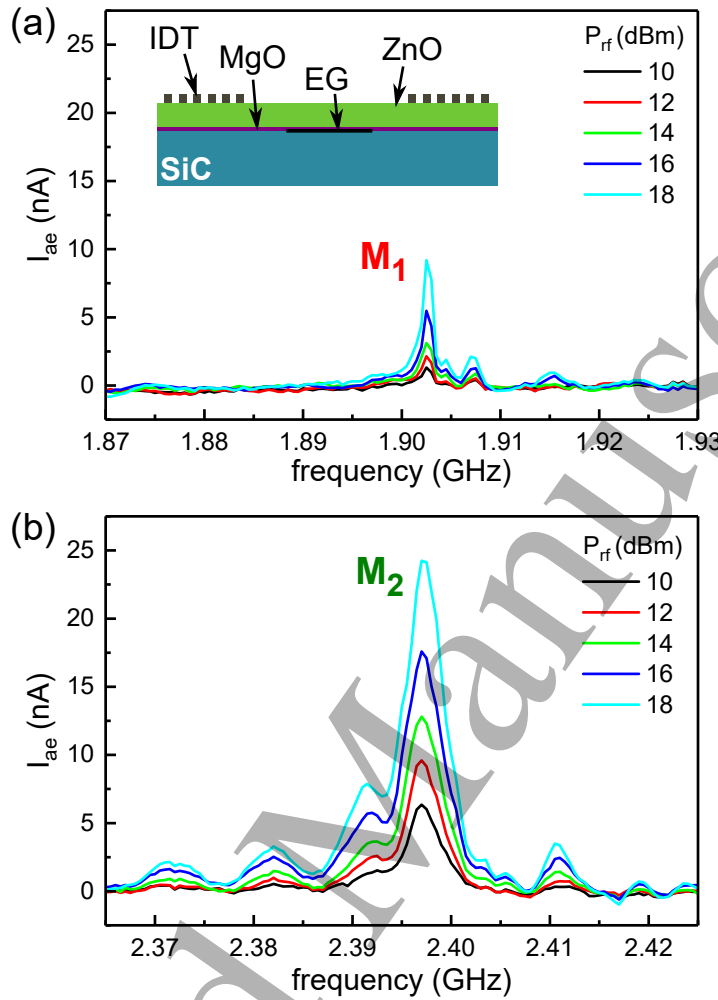 (a)
IDT
MgO
EG
ZnO
SiC
P_rf (dBm)
10
12
14
16
18
M_1
I_ae (nA)
25
20
15
10
5
0
1.87 1.88 1.89 1.90 1.91 1.92 1.93
frequency (GHz)
(b)
M_2
P_rf (dBm)
10
12
14
16
18
I_ae (nA)
25
20
15
10
5
0
2.37 2.38 2.39 2.40 2.41 2.42
frequency (GHz)
d Manus